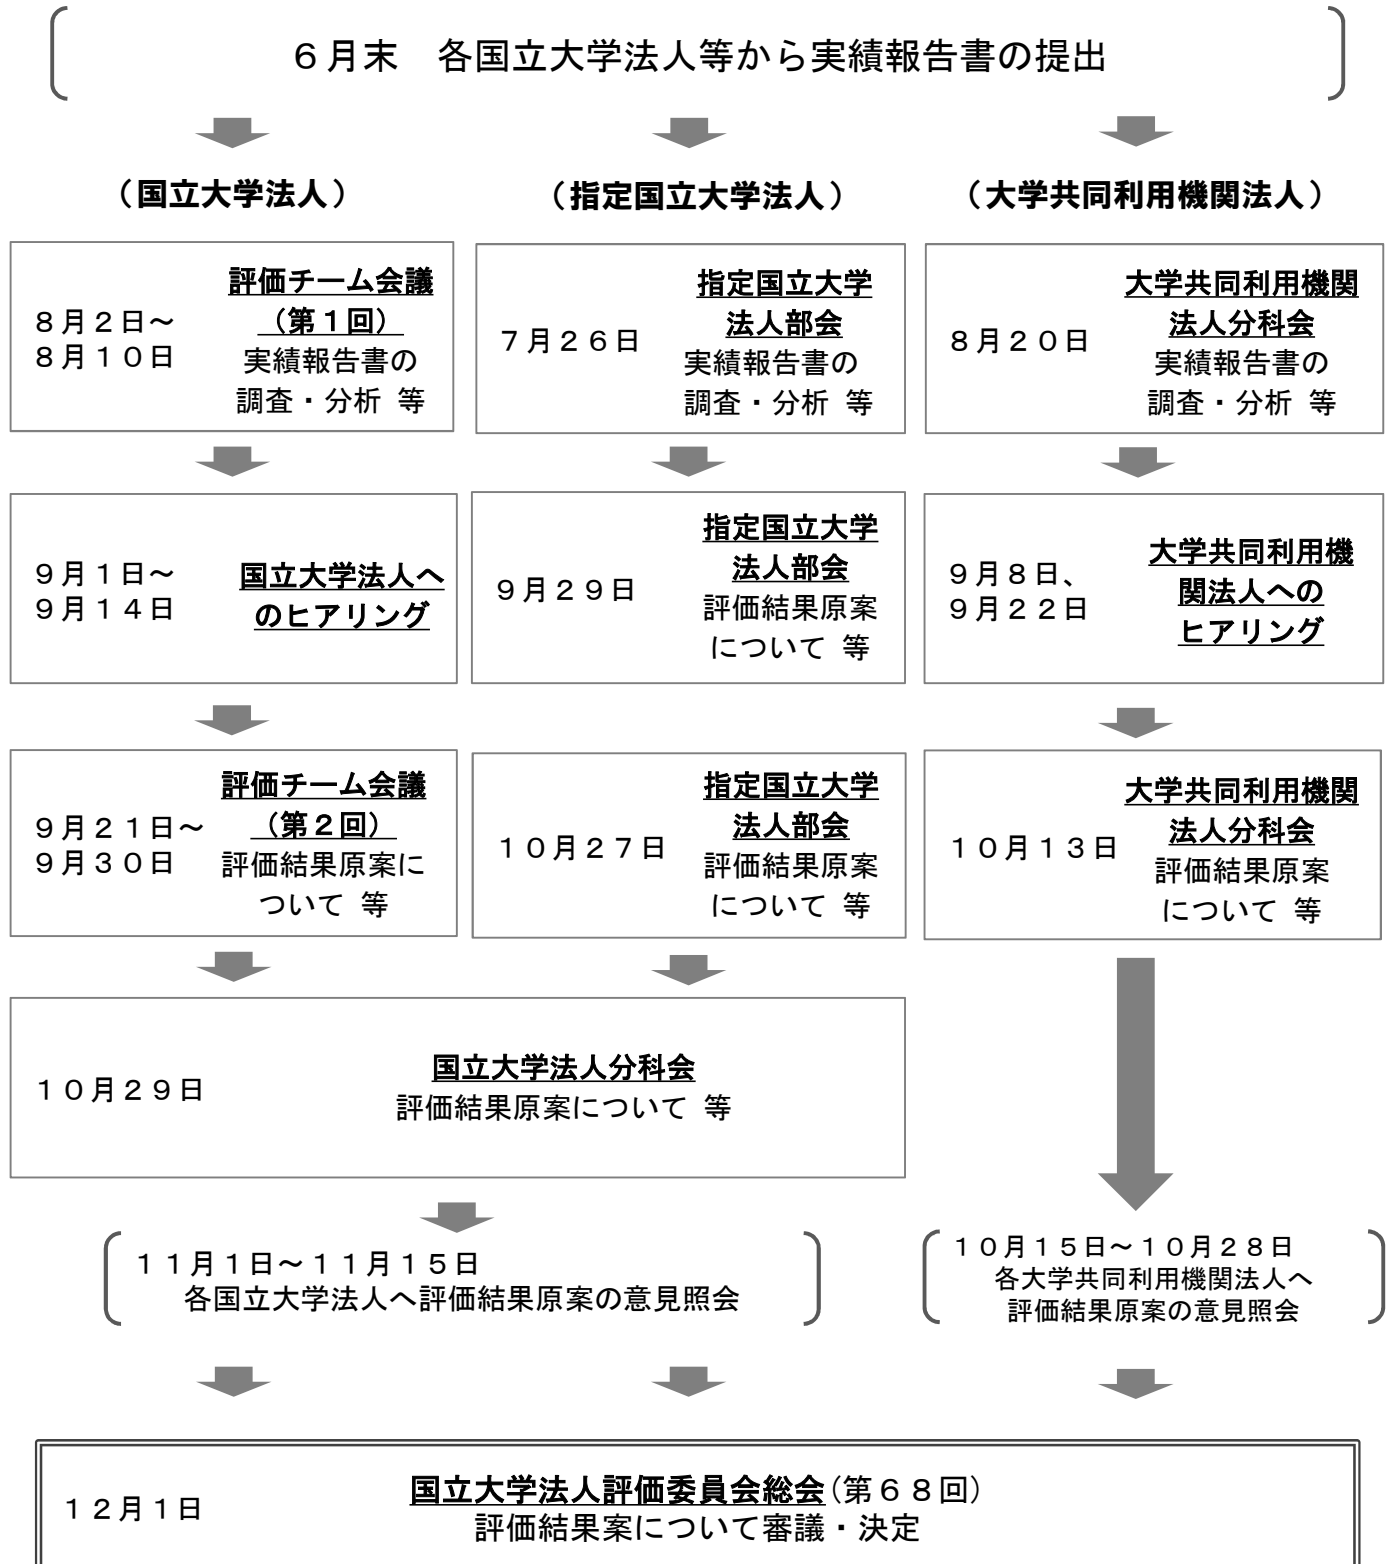 ６月末　各国立大学法人等から実績報告書の提出
（国立大学法人）
（指定国立大学法人）
（大学共同利用機関法人）
８月２日～
８月１０日
評価チーム会議
（第１回）
実績報告書の
調査・分析 等
７月２６日
指定国立大学
法人部会
実績報告書の
調査・分析 等
８月２０日
大学共同利用機関
法人分科会
実績報告書の
調査・分析 等
９月１日～
９月１４日
国立大学法人へ
のヒアリング
９月２９日
指定国立大学
法人部会
評価結果原案
について 等
９月８日、
９月２２日
大学共同利用機
関法人への
ヒアリング
９月２１日～
９月３０日
評価チーム会議
（第２回）
評価結果原案に
ついて 等
１０月２７日
指定国立大学
法人部会
評価結果原案
について 等
１０月１３日
大学共同利用機関
法人分科会
評価結果原案
について 等
１０月２９日
国立大学法人分科会
評価結果原案について 等
１１月１日～１１月１５日
各国立大学法人へ評価結果原案の意見照会
１０月１５日～１０月２８日
各大学共同利用機関法人へ
評価結果原案の意見照会
１２月１日
国立大学法人評価委員会総会（第６８回）
評価結果案について審議・決定